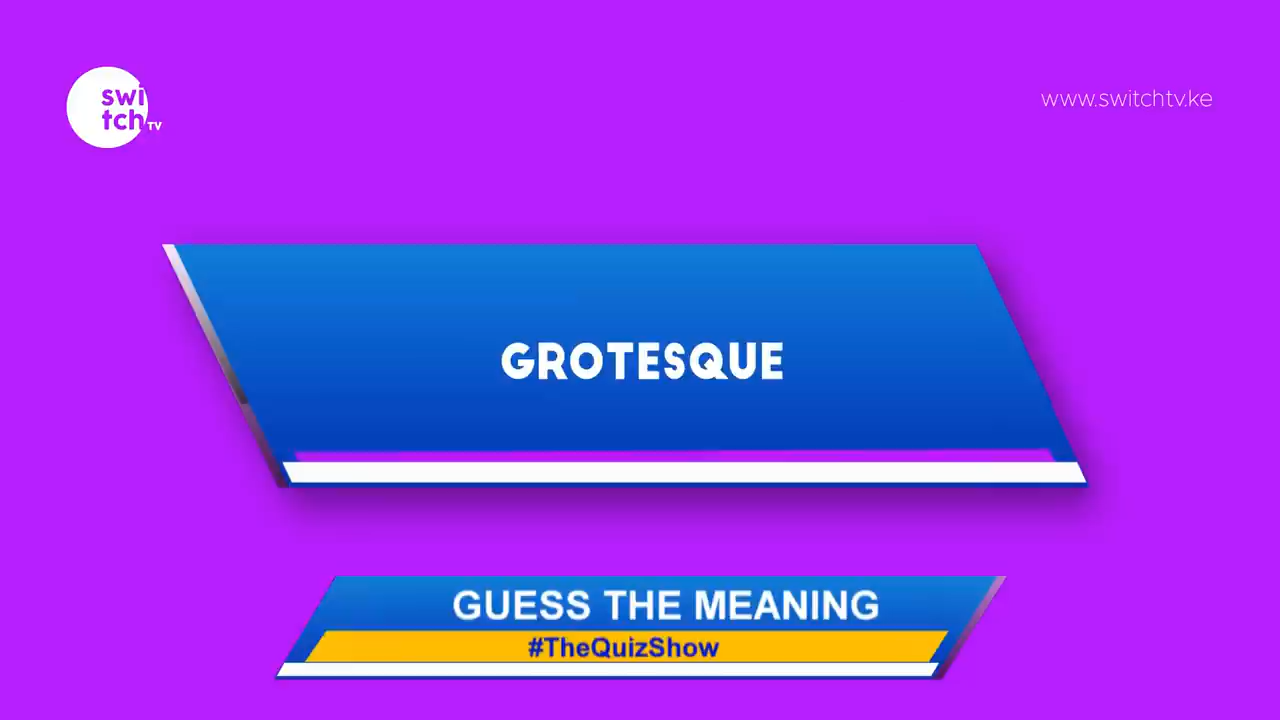 swi
tch TV
www.switchtv.ke
GROTESQUE
GUESS THE MEANING
#TheQuizShow